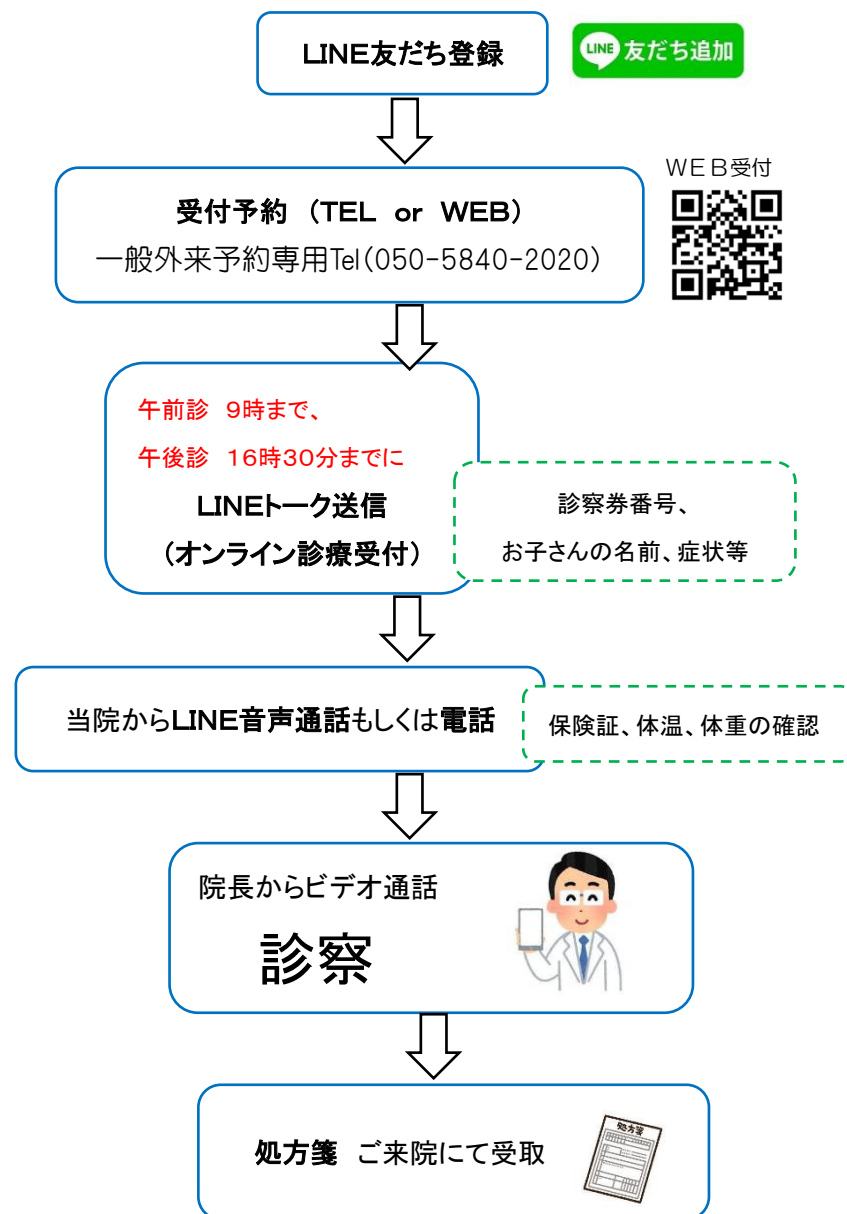 LINE友だち登録
LINE 友だち追加
WEB受付
受付予約 (TEL or WEB)
一般外来予約専用Tel(050-5840-2020)
午前診 9時まで、
午後診 16時30分までに
LINEトーク送信
(オンライン診療受付)
診察券番号、
お子さんの名前、症状等
当院からLINE音声通話もしくは電話
保険証、体温、体重の確認
院長からビデオ通話
診察
処方箋 ご来院にて受取
処方箋